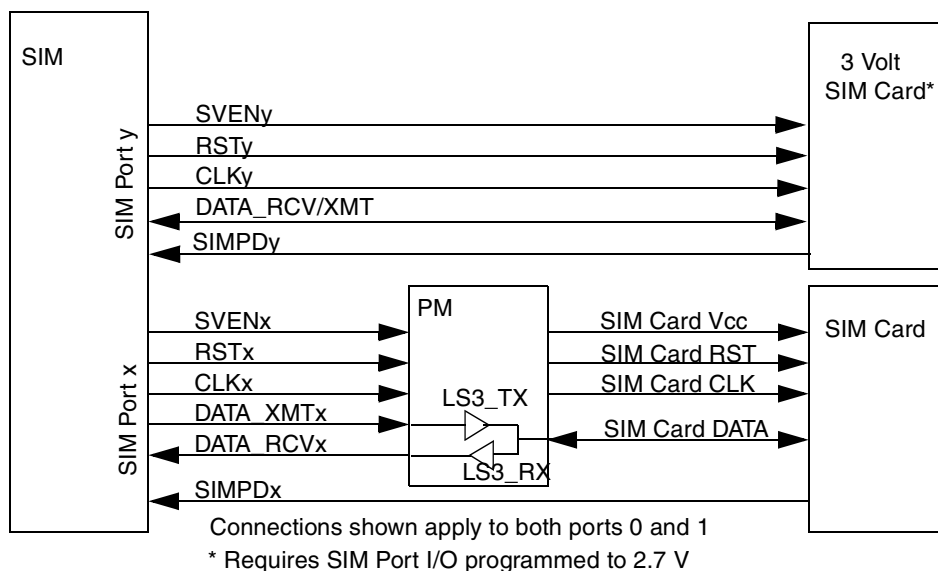 SIM
3 Volt
SIM Card*
SIM Port y
SVENy
RSTy
CLKy
DATA_RCV/XMT
SIMPDy
SIM Port x
SVENx
RSTx
CLKx
DATA_XMTx
DATA_RCVx
SIMPDx
PM
LS3_TX
LS3_RX
SIM Card Vcc
SIM Card RST
SIM Card CLK
SIM Card DATA
SIM Card
Connections shown apply to both ports 0 and 1
* Requires SIM Port I/O programmed to 2.7 V